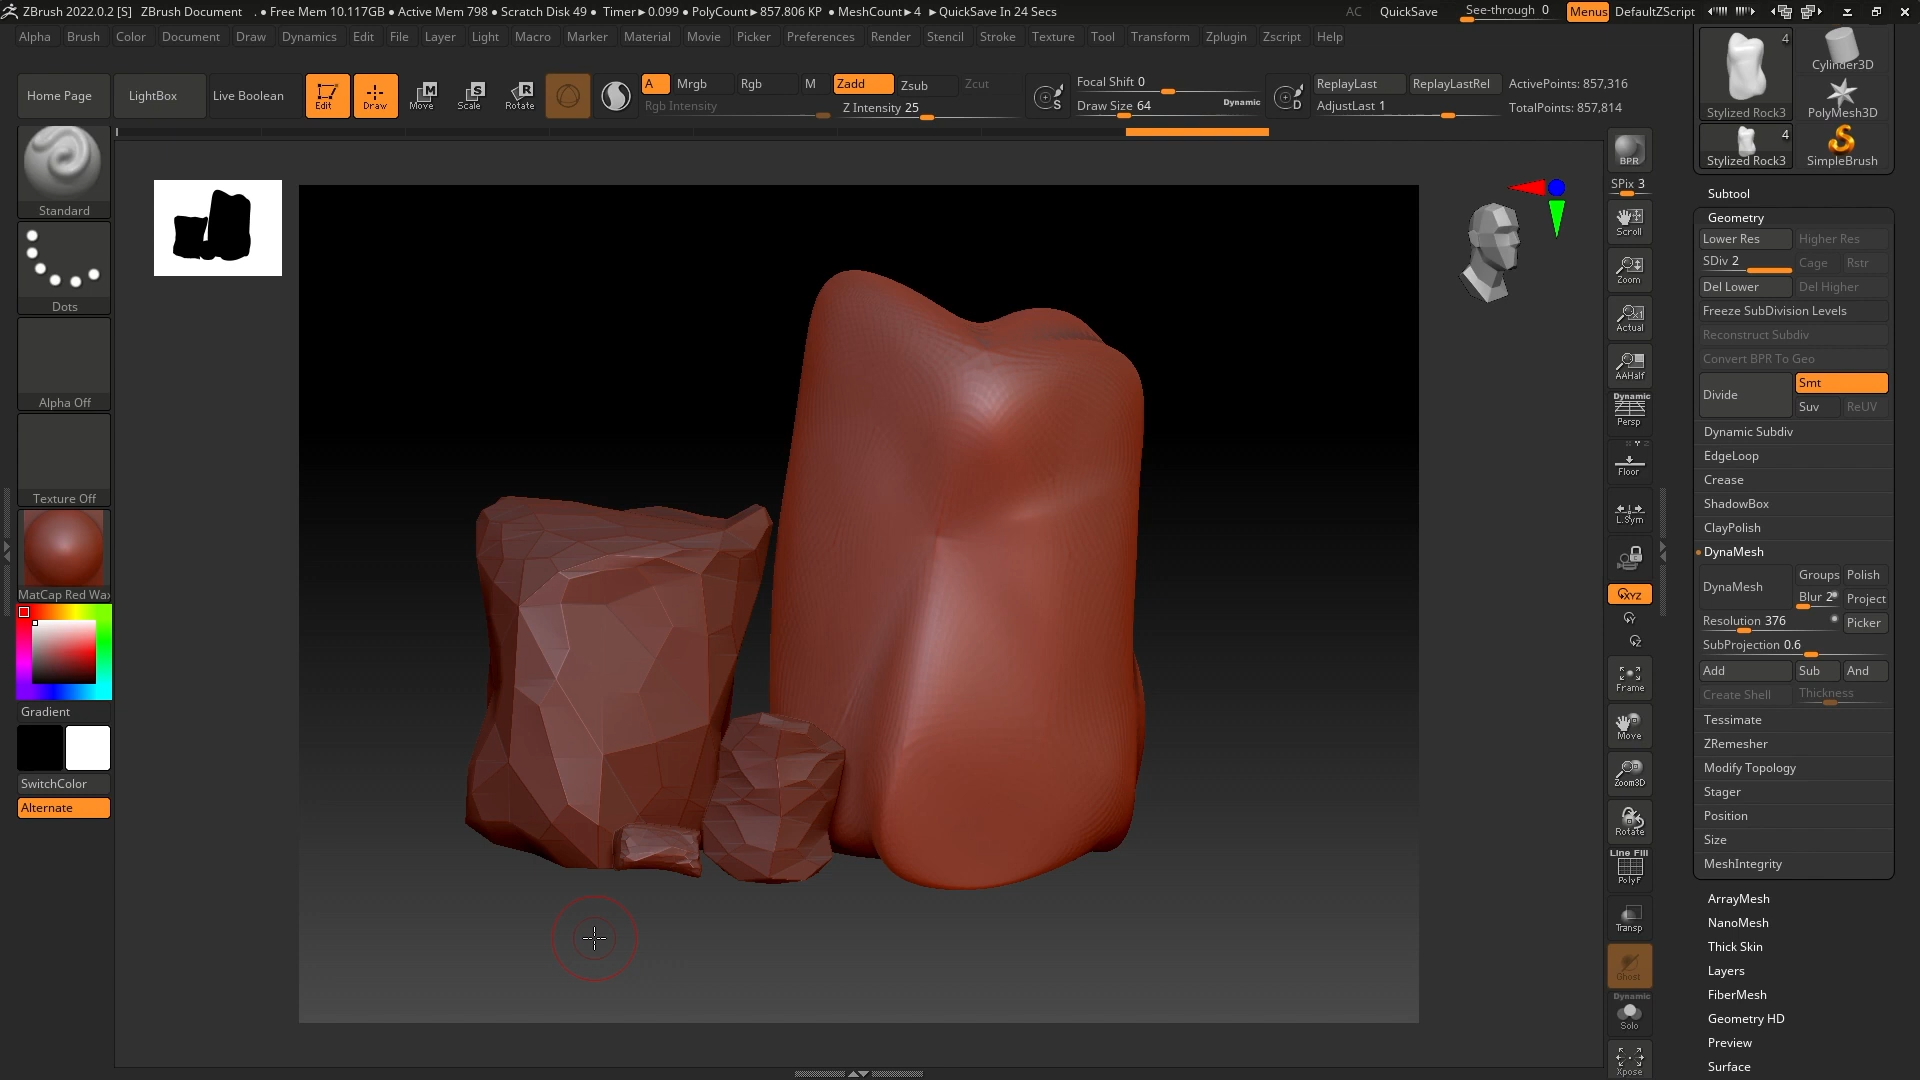 ZBrush 2022.0.2 [S] ZBrush Document . • Free Mem 10.117GB • Active Mem 798 • Scratch Disk 49 • Timer►0.099 • PolyCount►857.806 KP • MeshCount►4 ►QuickSave In 24 Secs AC QuickSave See-through 0 Menus DefaultZScript
Alpha Brush Color Document Draw Dynamics Edit File Layer Light Macro Marker Material Movie Picker Preferences Render Stencil Stroke Texture Tool Transform Zplugin Zscript Help
Home Page LightBox Live Boolean Edit Draw Move Scale Rotate
A Mrgb Rgb M Zadd Zsub Zcut
Rgb Intensity Z Intensity 25
Focal Shift 0
Draw Size 64 Dynamic
ReplayLast ReplayLastRel
AdjustLast 1
ActivePoints: 857,316
TotalPoints: 857,814
Standard
Dots
Alpha Off
Texture Off
MatCap Red Wax
Gradient
SwitchColor
Alternate
BPR
SPix 3
Scroll
Zoom
Actual
AAHalf
Dynamic
Persp
Floor
L.Sym
XYZ
Y
Z
Frame
Move
Zoom3D
Rotate
Line Fill
PolyF
Transp
Ghost
Dynamic
Solo
Xpose
4
Stylized Rock3
Cylinder3D
PolyMesh3D
4
Stylized Rock3
SimpleBrush
Subtool
Geometry
Lower Res Higher Res
SDiv 2 Cage Rstr
Del Lower Del Higher
Freeze SubDivision Levels
Reconstruct Subdiv
Convert BPR To Geo
Divide Smt
Suv ReUV
Dynamic Subdiv
EdgeLoop
Crease
ShadowBox
ClayPolish
DynaMesh
DynaMesh Groups Polish
Blur 2 Project
Resolution 376 Picker
SubProjection 0.6
Add Sub And
Create Shell Thickness
Tessimate
ZRemesher
Modify Topology
Stager
Position
Size
MeshIntegrity
ArrayMesh
NanoMesh
Thick Skin
Layers
FiberMesh
Geometry HD
Preview
Surface